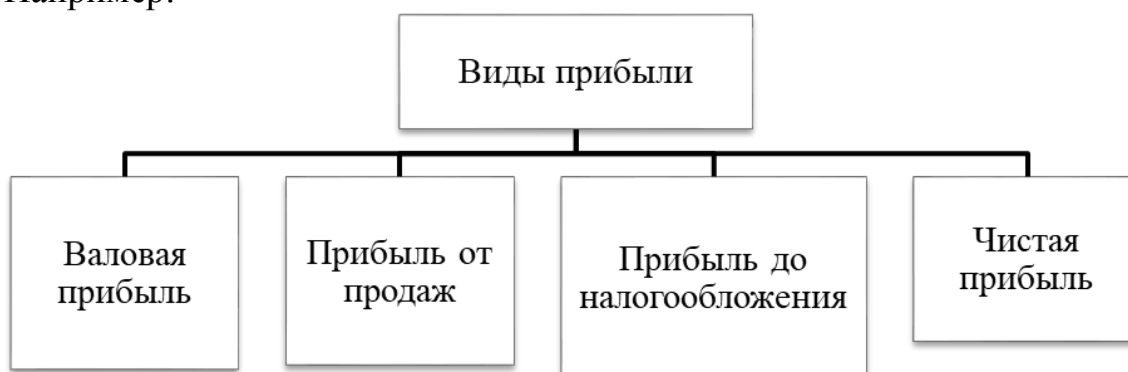 Например:
Виды прибыли
Валовая
прибыль
Прибыль от
продаж
Прибыль до
налогообложения
Чистая
прибыль